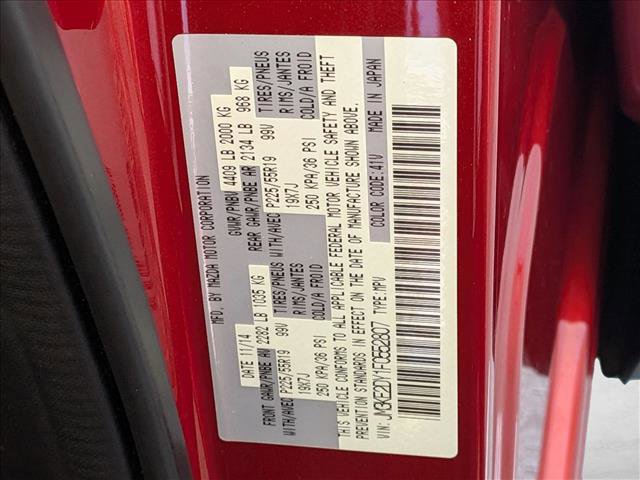 MFD. BY MAZDA MOTOR CORPORATION
DATE 11/14 GVWR/PNBV 4409 LB 2000 KG
FRONT GAWR/PNBE AV 2282 LB 1035 KG REAR GAWR/PNBE AR 2134 LB 968 KG
WITH/AVEC P225/55R19 99V TIRES/PNEUS WITH/AVEC P225/55R19 99V TIRES/PNEUS
19X7J RIMS/JANTES 19X7J RIMS/JANTES
250 KPA/36 PSI COLD/A FROID 250 KPA/36 PSI COLD/A FROID
THIS VEHICLE CONFORMS TO ALL APPLICABLE FEDERAL MOTOR VEHICLE SAFETY AND THEFT
PREVENTION STANDARDS IN EFFECT ON THE DATE OF MANUFACTURE SHOWN ABOVE.
VIN: JM3KE2DY1F0552807 TYPE:MPV COLOR CODE:41V MADE IN JAPAN